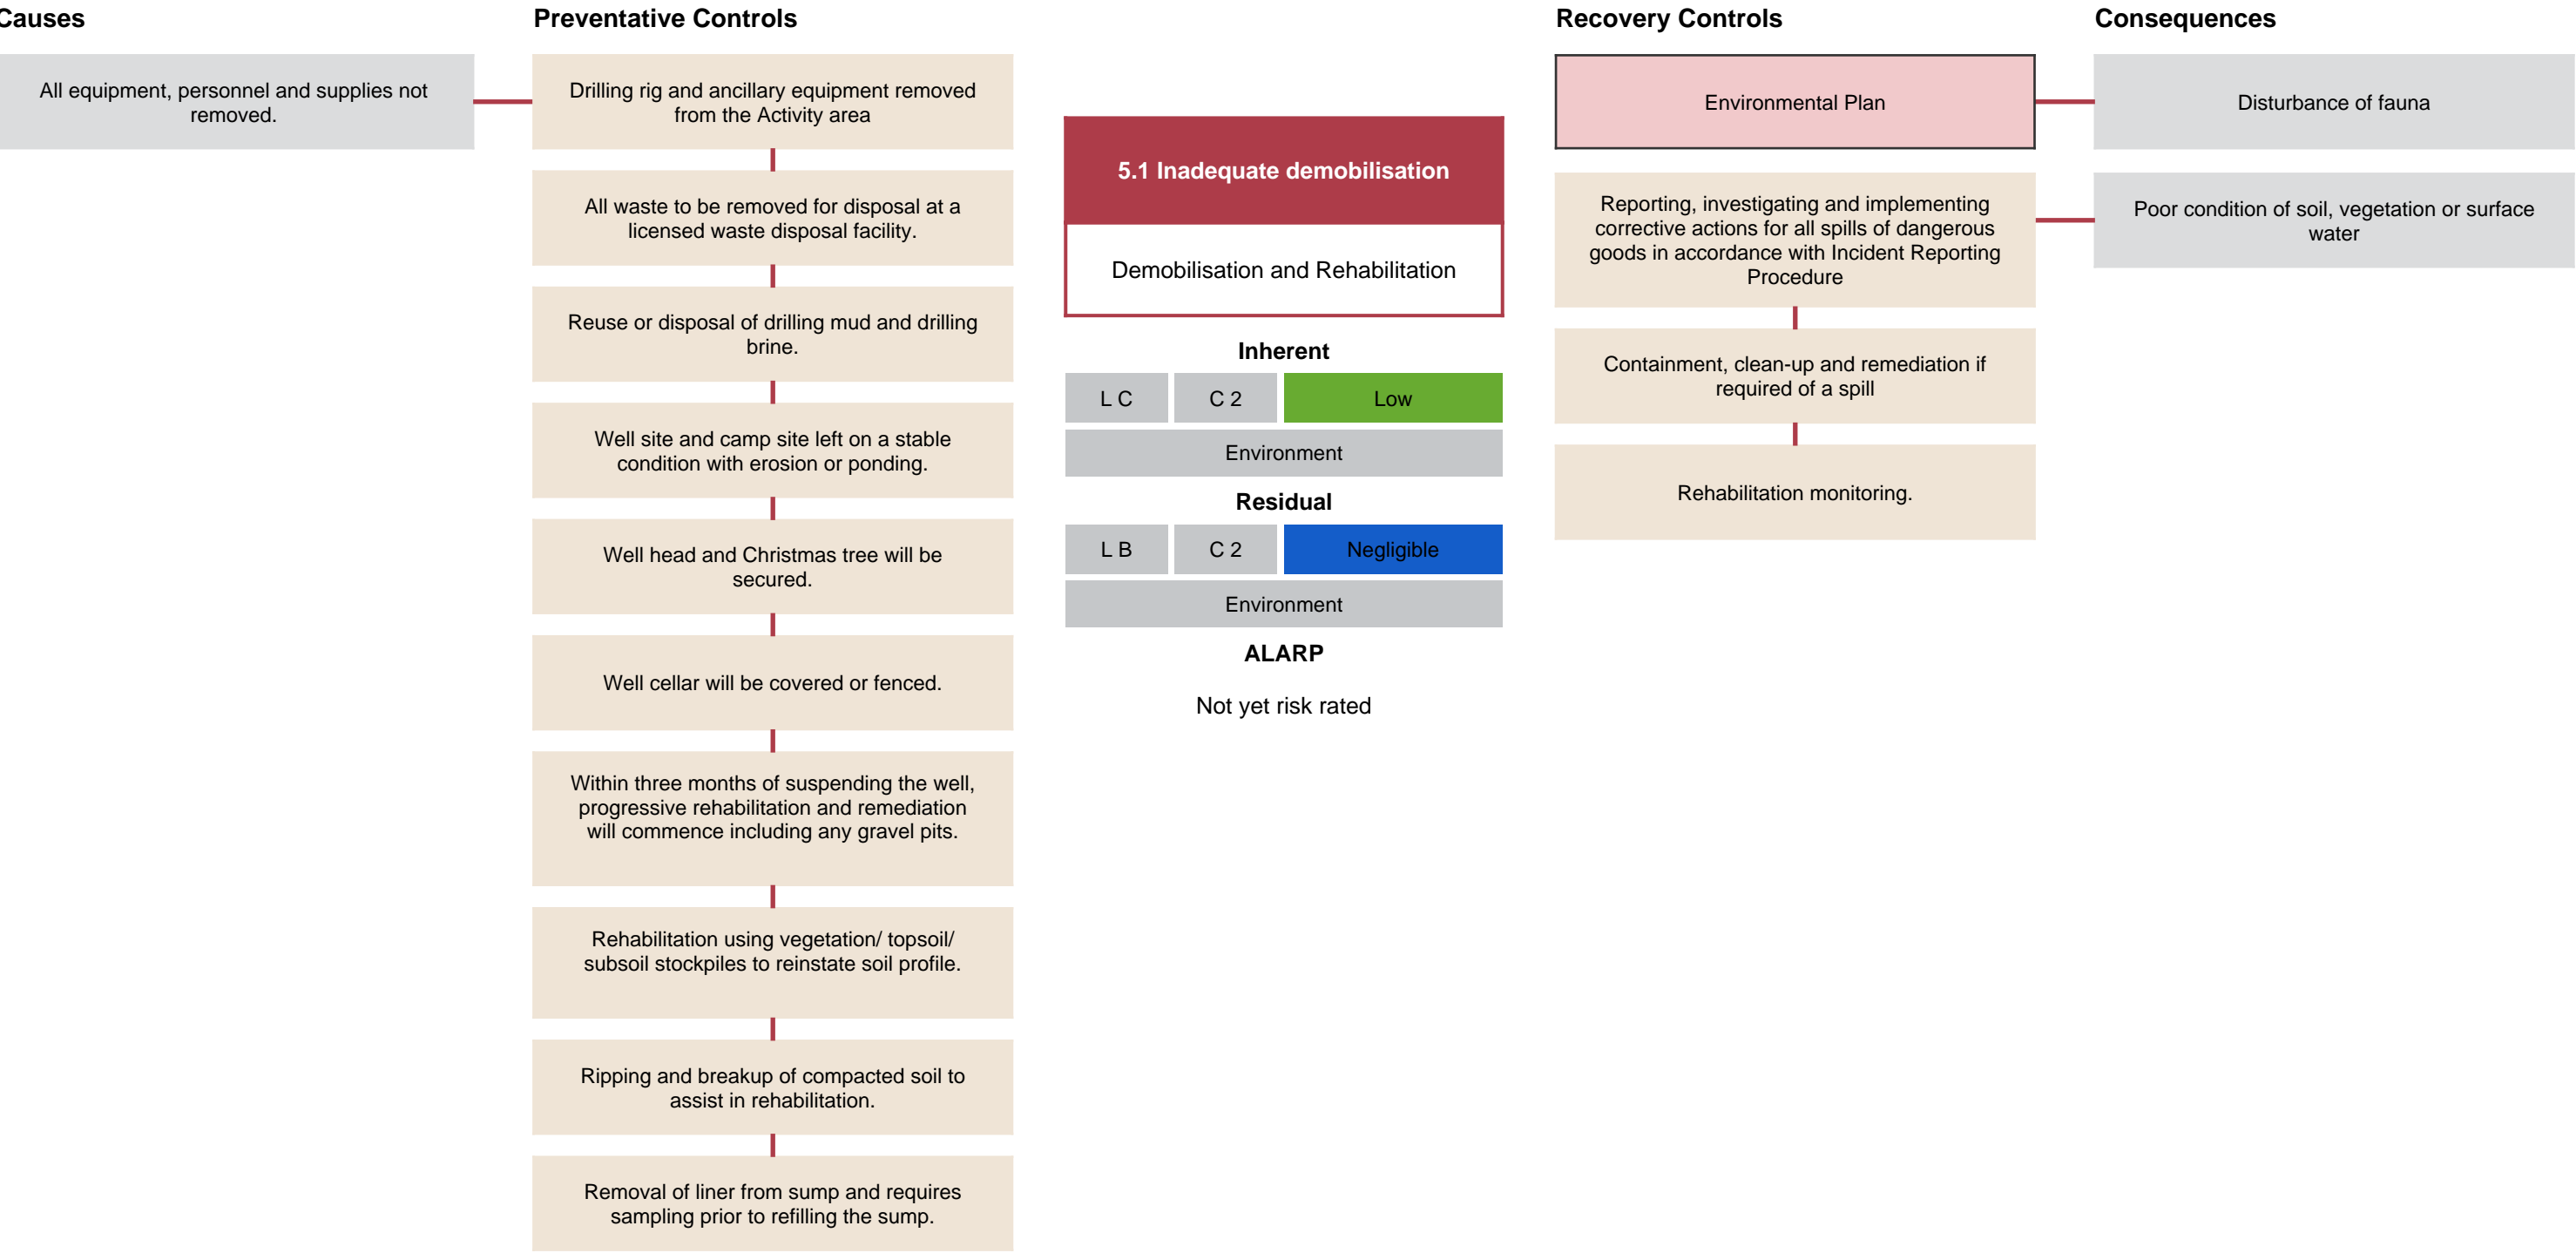 Causes
All equipment, personnel and supplies not
removed.
Preventative Controls
Drilling rig and ancillary equipment removed
from the Activity area
All waste to be removed for disposal at a
licensed waste disposal facility.
Reuse or disposal of drilling mud and drilling
brine.
Well site and camp site left on a stable
condition with erosion or ponding.
Well head and Christmas tree will be
secured.
Well cellar will be covered or fenced.
Within three months of suspending the well,
progressive rehabilitation and remediation
will commence including any gravel pits.
Rehabilitation using vegetation/ topsoil/
subsoil stockpiles to reinstate soil profile.
Ripping and breakup of compacted soil to
assist in rehabilitation.
Removal of liner from sump and requires
sampling prior to refilling the sump.
5.1 Inadequate demobilisation
Demobilisation and Rehabilitation
Inherent
L C
C 2
Low
Environment
Residual
L B
C 2
Negligible
Environment
ALARP
Not yet risk rated
Recovery Controls
Environmental Plan
Reporting, investigating and implementing
corrective actions for all spills of dangerous
goods in accordance with Incident Reporting
Procedure
Containment, clean-up and remediation if
required of a spill
Rehabilitation monitoring.
Consequences
Disturbance of fauna
Poor condition of soil, vegetation or surface
water